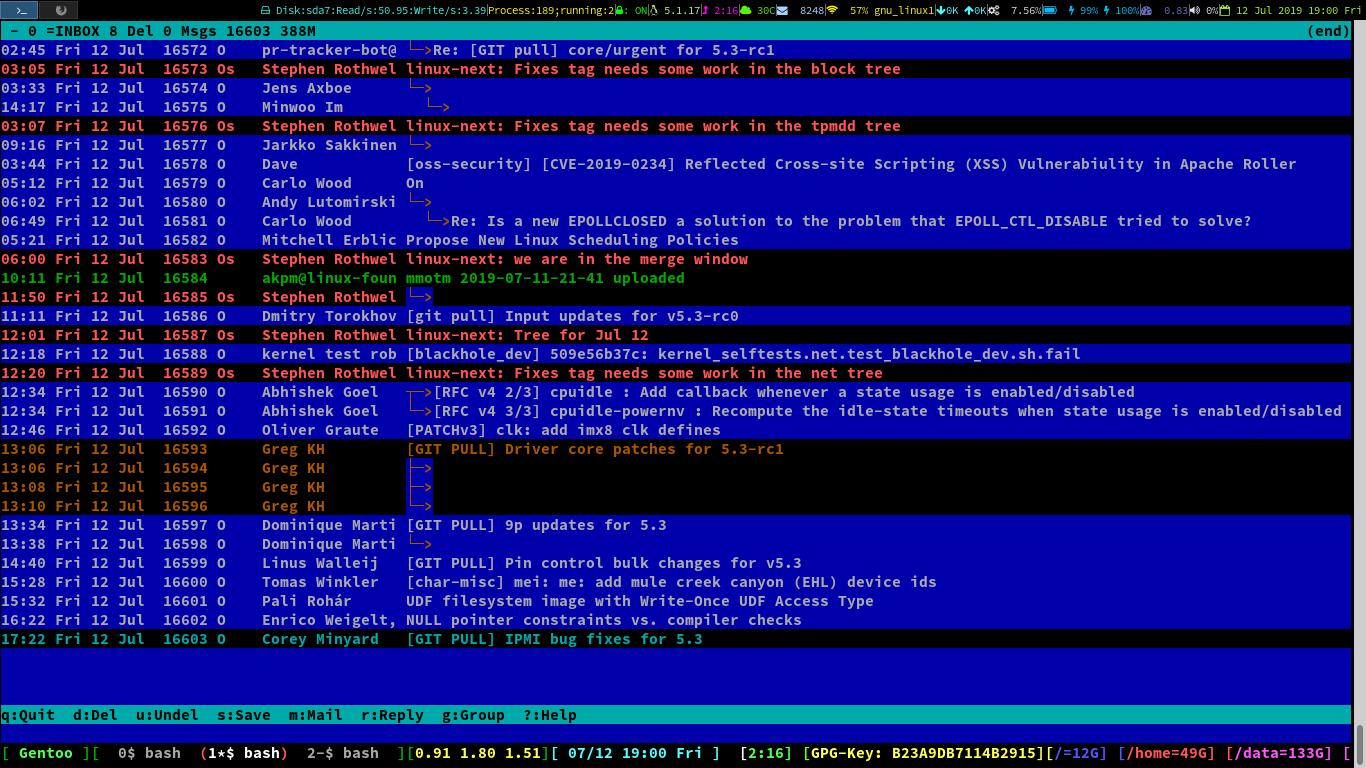 >_ Disk:sda7:Read/s:50.95:Write/s:3.39 Process:189;running:2 : ON 5.1.17 2:16 30C 8248 57% gnu_linux1 0K 0K 7.56% 99% 100% 0.83 0% 12 Jul 2019 19:00 Fri
- 0 =INBOX 8 Del 0 Msgs 16603 388M (end)
02:45 Fri 12 Jul 16572 O pr-tracker-bot@ └─>Re: [GIT pull] core/urgent for 5.3-rc1
03:05 Fri 12 Jul 16573 Os Stephen Rothwel linux-next: Fixes tag needs some work in the block tree
03:33 Fri 12 Jul 16574 O Jens Axboe └─>
14:17 Fri 12 Jul 16575 O Minwoo Im └─>
03:07 Fri 12 Jul 16576 Os Stephen Rothwel linux-next: Fixes tag needs some work in the tpmdd tree
09:16 Fri 12 Jul 16577 O Jarkko Sakkinen └─>
03:44 Fri 12 Jul 16578 O Dave [oss-security] [CVE-2019-0234] Reflected Cross-site Scripting (XSS) Vulnerabiulity in Apache Roller
05:12 Fri 12 Jul 16579 O Carlo Wood On
06:02 Fri 12 Jul 16580 O Andy Lutomirski └─>
06:49 Fri 12 Jul 16581 O Carlo Wood └─>Re: Is a new EPOLLCLOSED a solution to the problem that EPOLL_CTL_DISABLE tried to solve?
05:21 Fri 12 Jul 16582 O Mitchell Erblic Propose New Linux Scheduling Policies
06:00 Fri 12 Jul 16583 Os Stephen Rothwel linux-next: we are in the merge window
10:11 Fri 12 Jul 16584 akpm@linux-foun mmotm 2019-07-11-21-41 uploaded
11:50 Fri 12 Jul 16585 Os Stephen Rothwel └─>
11:11 Fri 12 Jul 16586 O Dmitry Torokhov [git pull] Input updates for v5.3-rc0
12:01 Fri 12 Jul 16587 Os Stephen Rothwel linux-next: Tree for Jul 12
12:18 Fri 12 Jul 16588 O kernel test rob [blackhole_dev] 509e56b37c: kernel_selftests.net.test_blackhole_dev.sh.fail
12:20 Fri 12 Jul 16589 Os Stephen Rothwel linux-next: Fixes tag needs some work in the net tree
12:34 Fri 12 Jul 16590 O Abhishek Goel ┬─>[RFC v4 2/3] cpuidle : Add callback whenever a state usage is enabled/disabled
12:34 Fri 12 Jul 16591 O Abhishek Goel └─>[RFC v4 3/3] cpuidle-powernv : Recompute the idle-state timeouts when state usage is enabled/disabled
12:46 Fri 12 Jul 16592 O Oliver Graute [PATCHv3] clk: add imx8 clk defines
13:06 Fri 12 Jul 16593 Greg KH [GIT PULL] Driver core patches for 5.3-rc1
13:06 Fri 12 Jul 16594 Greg KH ├─>
13:08 Fri 12 Jul 16595 Greg KH ├─>
13:10 Fri 12 Jul 16596 Greg KH └─>
13:34 Fri 12 Jul 16597 O Dominique Marti [GIT PULL] 9p updates for 5.3
13:38 Fri 12 Jul 16598 O Dominique Marti └─>
14:40 Fri 12 Jul 16599 O Linus Walleij [GIT PULL] Pin control bulk changes for v5.3
15:28 Fri 12 Jul 16600 O Tomas Winkler [char-misc] mei: me: add mule creek canyon (EHL) device ids
15:32 Fri 12 Jul 16601 O Pali Rohár UDF filesystem image with Write-Once UDF Access Type
16:22 Fri 12 Jul 16602 O Enrico Weigelt, NULL pointer constraints vs. compiler checks
17:22 Fri 12 Jul 16603 O Corey Minyard [GIT PULL] IPMI bug fixes for 5.3
q:Quit d:Del u:Undel s:Save m:Mail r:Reply g:Group ?:Help
[ Gentoo ][ 0$ bash (1*$ bash) 2-$ bash ][0.91 1.80 1.51][ 07/12 19:00 Fri ] [2:16] [GPG-Key: B23A9DB7114B2915][/=12G] [/home=49G] [/data=133G] [